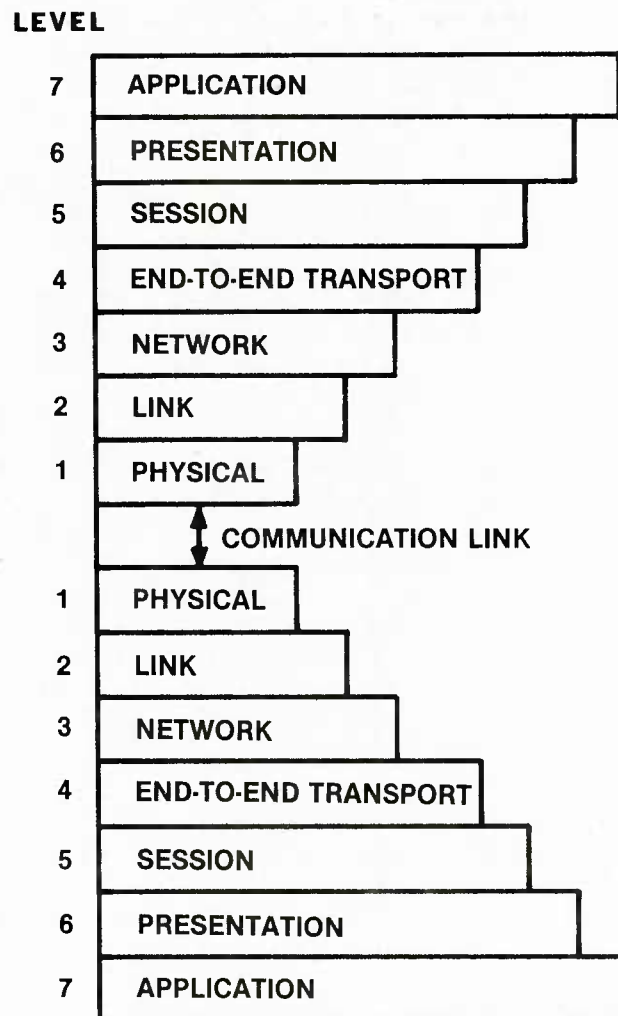 LEVEL
7 APPLICATION
6 PRESENTATION
5 SESSION
4 END-TO-END TRANSPORT
3 NETWORK
2 LINK
1 PHYSICAL
COMMUNICATION LINK
1 PHYSICAL
2 LINK
3 NETWORK
4 END-TO-END TRANSPORT
5 SESSION
6 PRESENTATION
7 APPLICATION